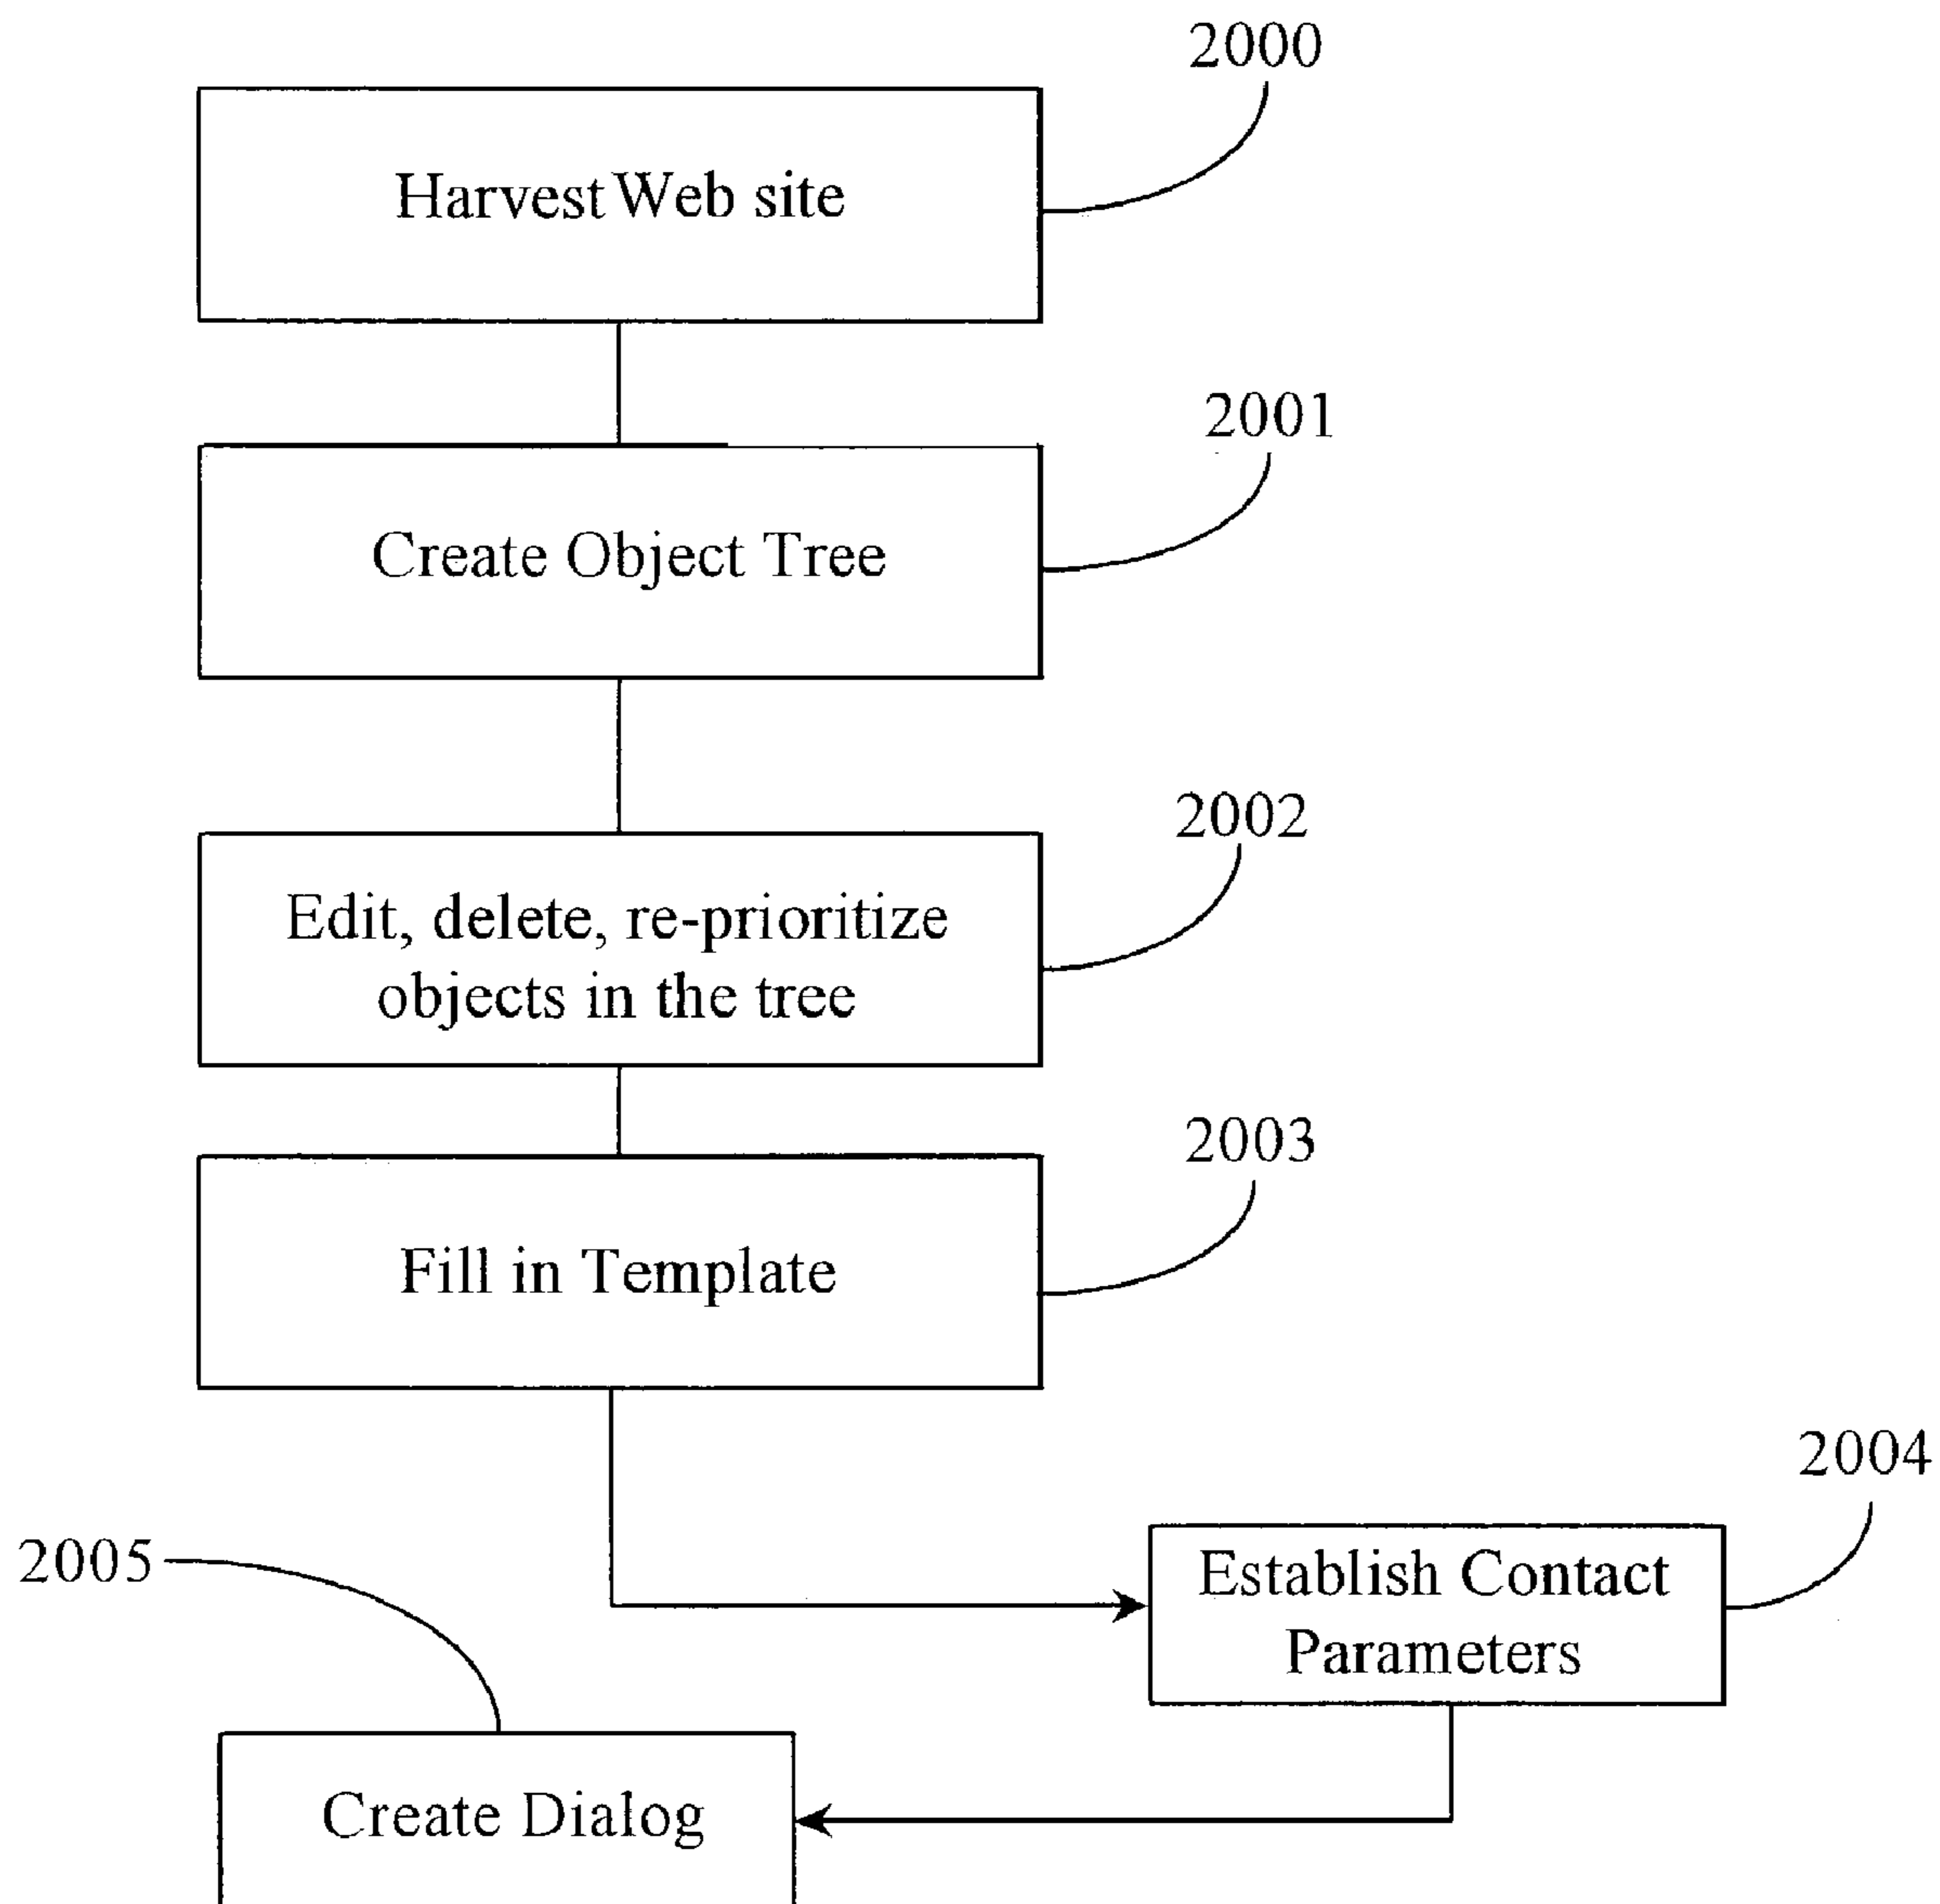 2000
Harvest Web site
2001
Create Object Tree
2002
Edit, delete, re-prioritize
objects in the tree
2003
Fill in Template
2004
Establish Contact
Parameters
2005
Create Dialog